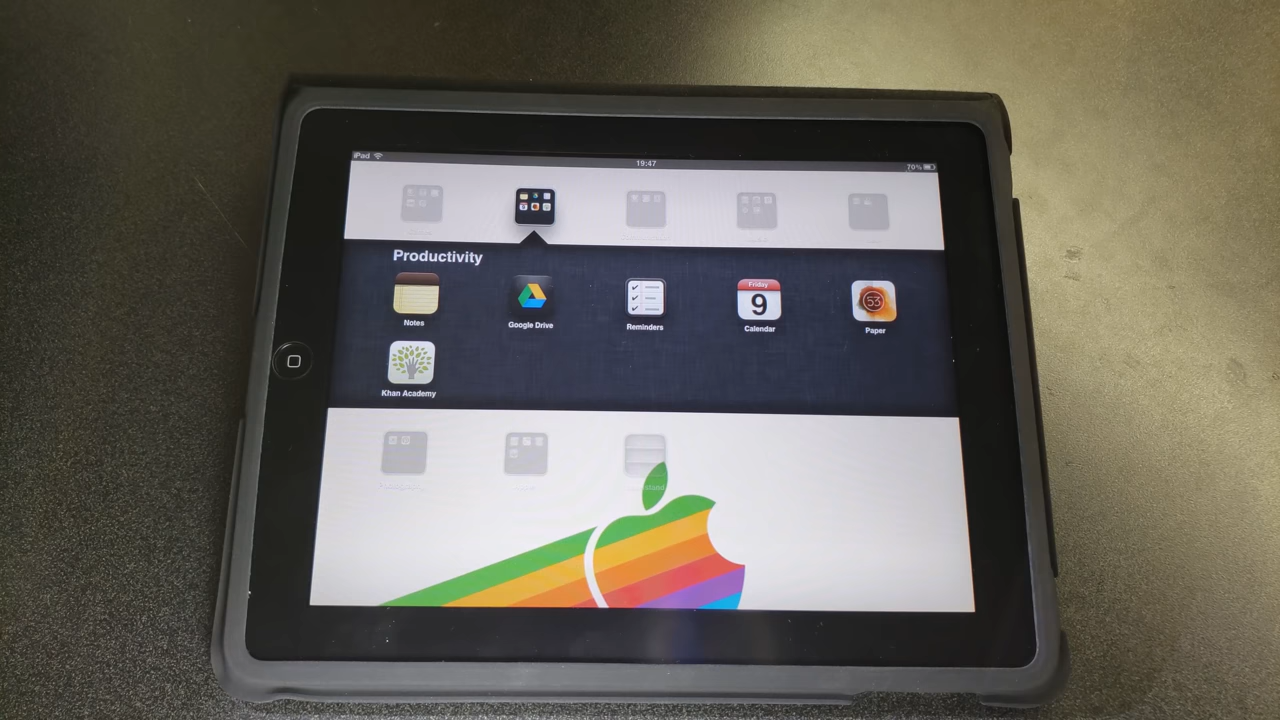 iPad 19:47 70%
Productivity
Notes Google Drive Reminders Friday 9 Calendar 53 Paper
Khan Academy